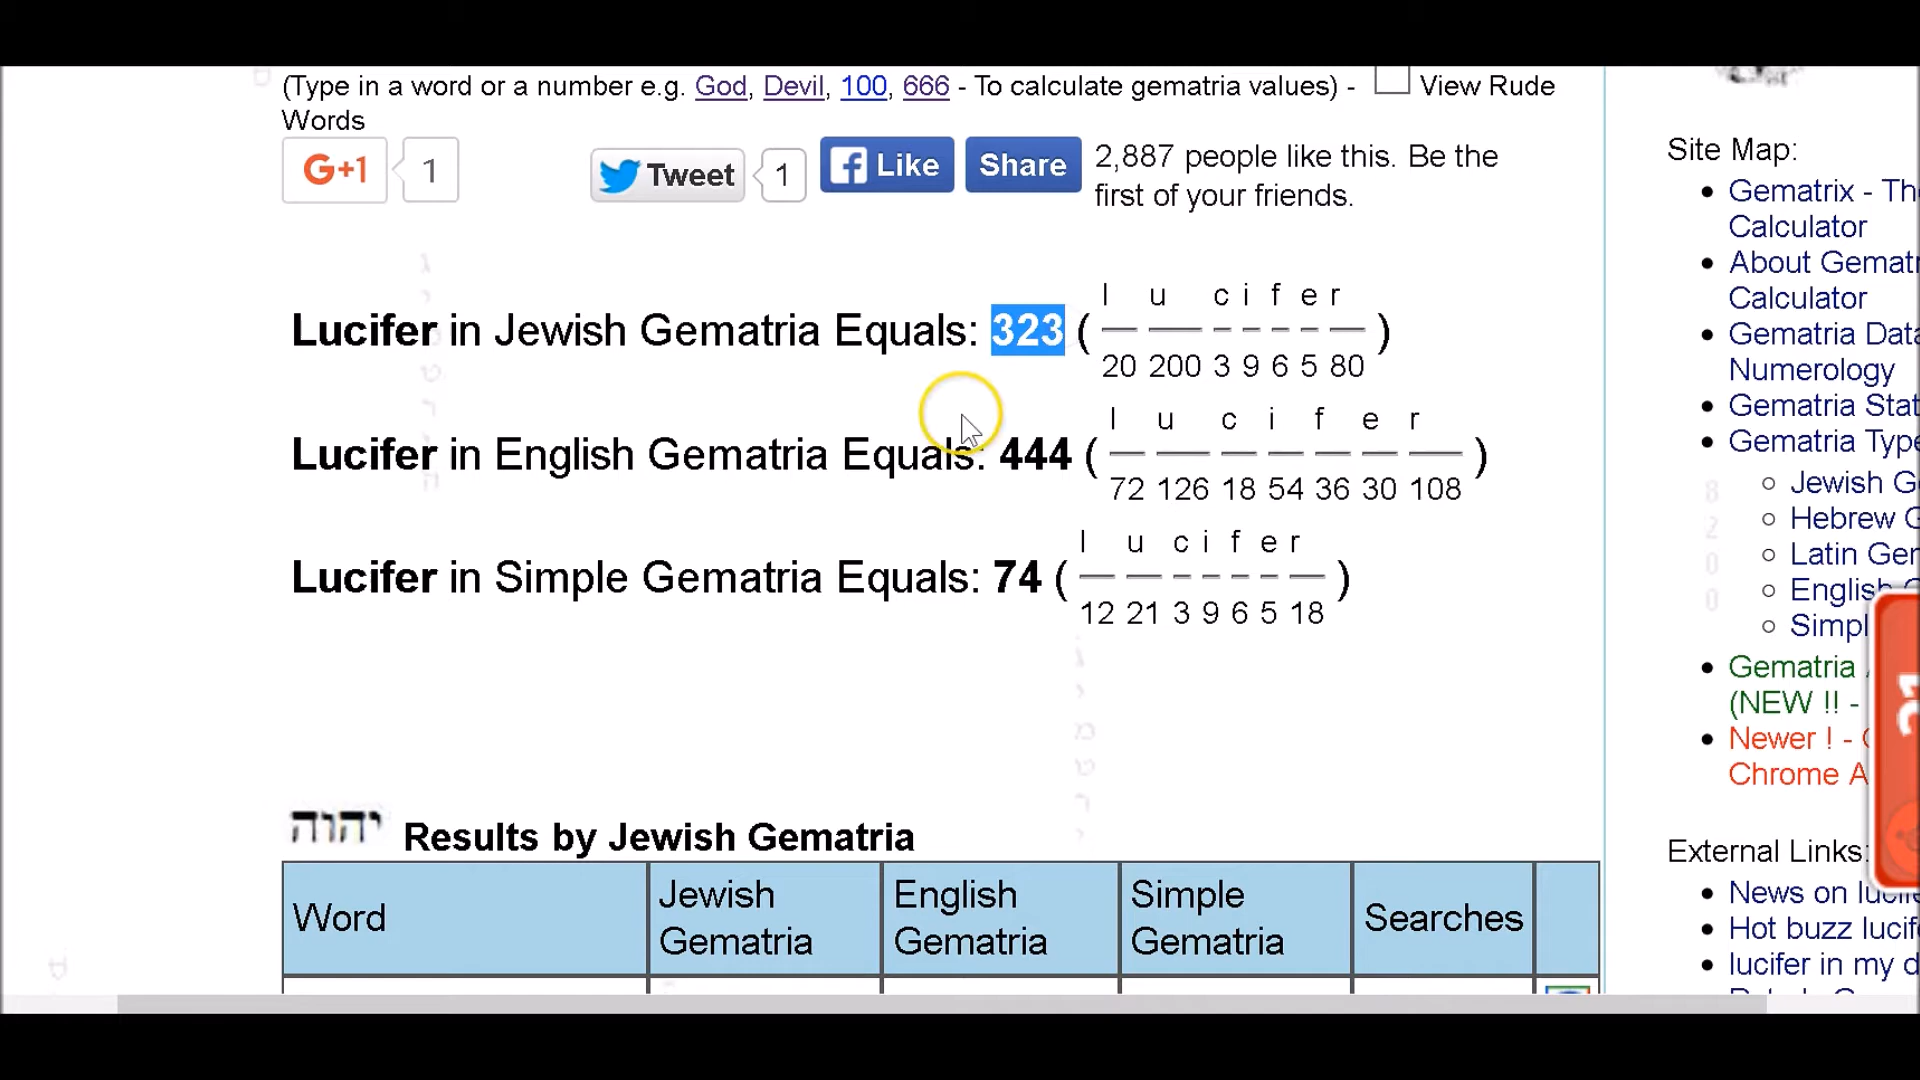 (Type in a word or a number e.g. God, Devil, 100, 666 - To calculate gematria values) - View Rude
Words
G+1 1 Tweet 1 Like Share 2,887 people like this. Be the
first of your friends.
Lucifer in Jewish Gematria Equals: 323 (
l u c i f e r
20 200 3 9 6 5 80
)
Lucifer in English Gematria Equals: 444 (
l u c i f e r
72 126 18 54 36 30 108
)
Lucifer in Simple Gematria Equals: 74 (
l u c i f e r
12 21 3 9 6 5 18
)
יהוה Results by Jewish Gematria
Word Jewish Gematria English Gematria Simple Gematria Searches
Site Map:
Gematrix - Th
Calculator
About Gemat
Calculator
Gematria Dat
Numerology
Gematria Stat
Gematria Type
Jewish G
Hebrew
Latin Ger
English
Simpl
Gematria
(NEW !! -
Newer ! -
Chrome A
External Links:
News on lucif
Hot buzz lucif
lucifer in my d